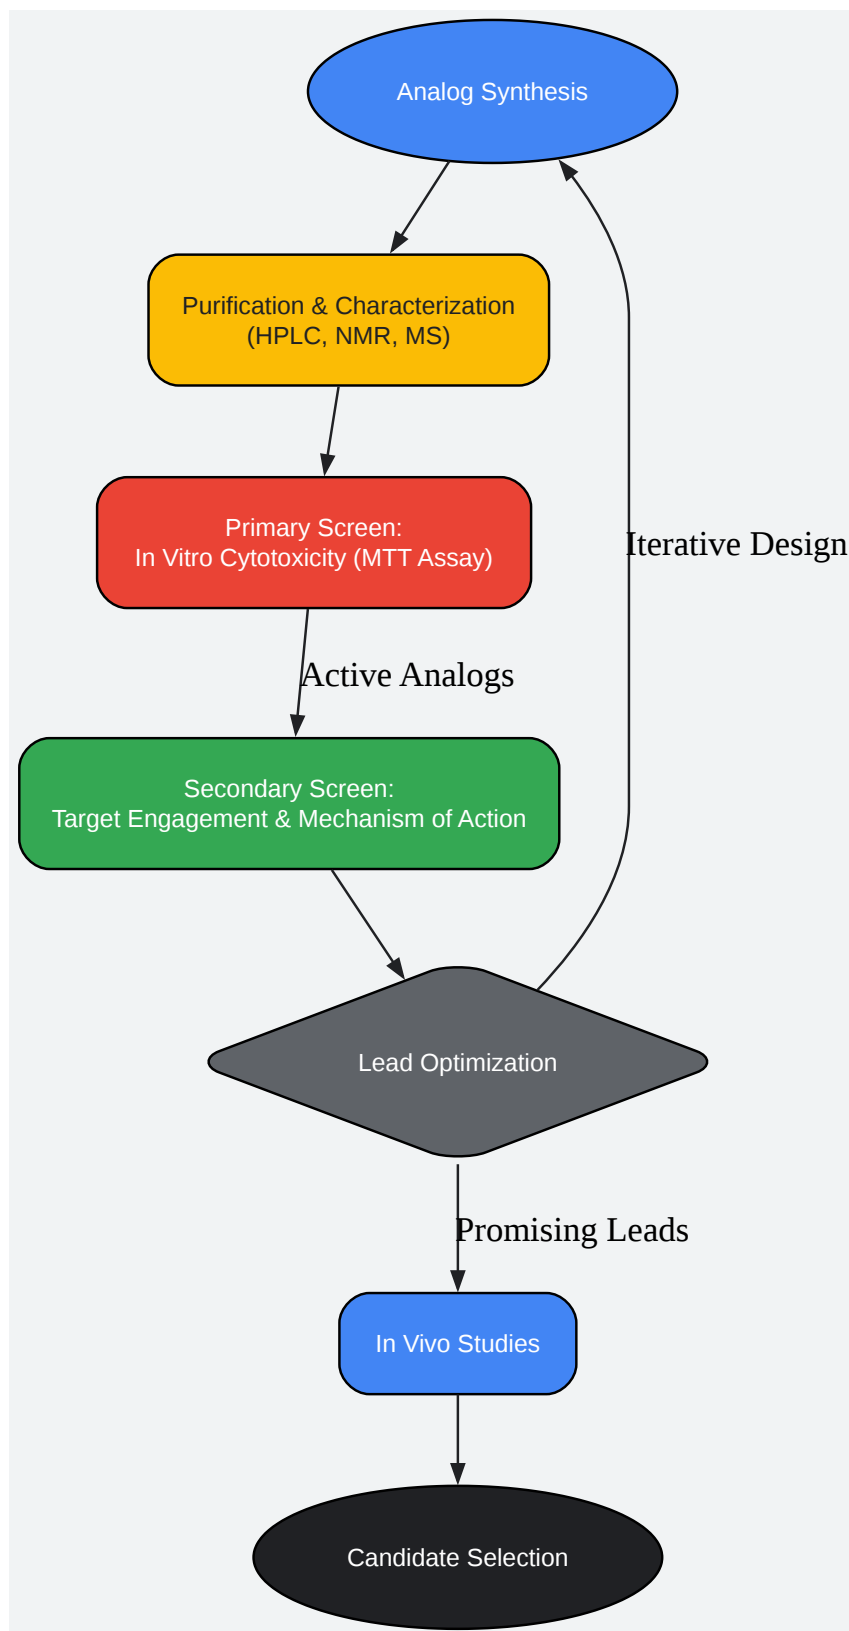 Analog Synthesis
Purification & Characterization
(HPLC, NMR, MS)
Primary Screen:
In Vitro Cytotoxicity (MTT Assay)
Iterative Design
Active Analogs
Secondary Screen:
Target Engagement & Mechanism of Action
Lead Optimization
Promising Leads
In Vivo Studies
Candidate Selection